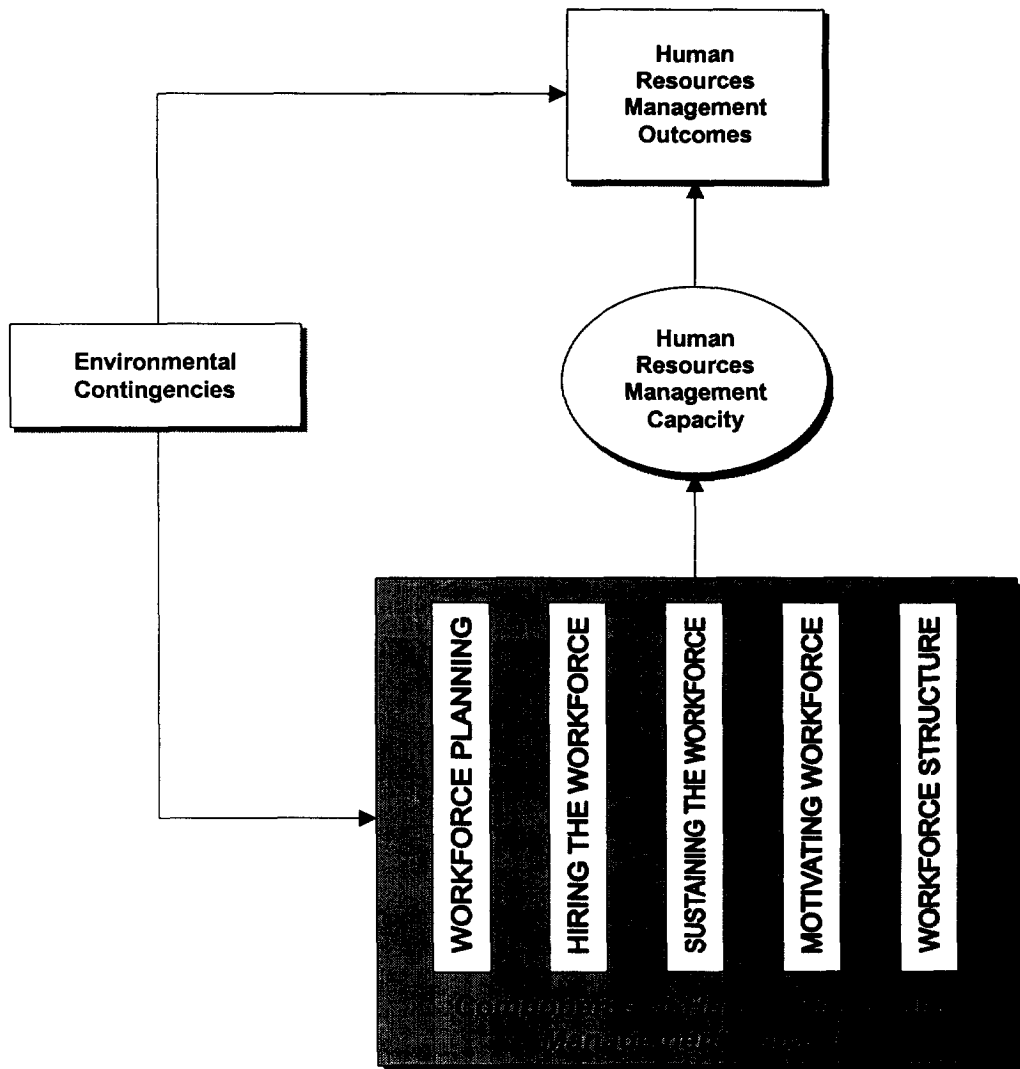 Human
Resources
Management
Outcomes
Environmental
Contingencies
Human
Resources
Management
Capacity
WORKFORCE PLANNING
HIRING THE WORKFORCE
SUSTAINING THE WORKFORCE
MOTIVATING WORKFORCE
WORKFORCE STRUCTURE